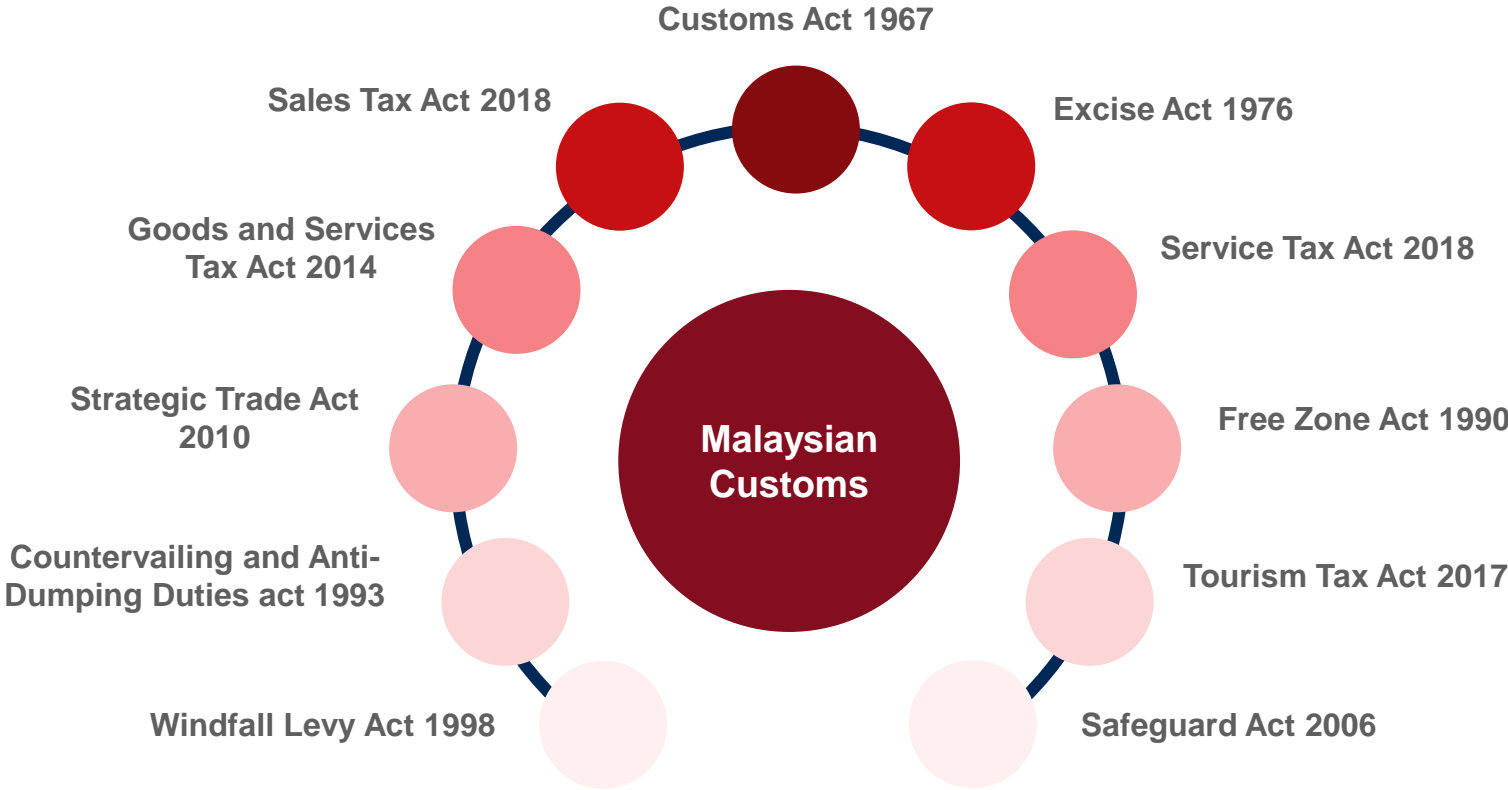 Customs Act 1967
Sales Tax Act 2018
Excise Act 1976
Goods and Services
Tax Act 2014
Service Tax Act 2018
Strategic Trade Act
2010
Free Zone Act 1990
Malaysian
Customs
Countervailing and Anti-
Dumping Duties act 1993
Tourism Tax Act 2017
Windfall Levy Act 1998
Safeguard Act 2006